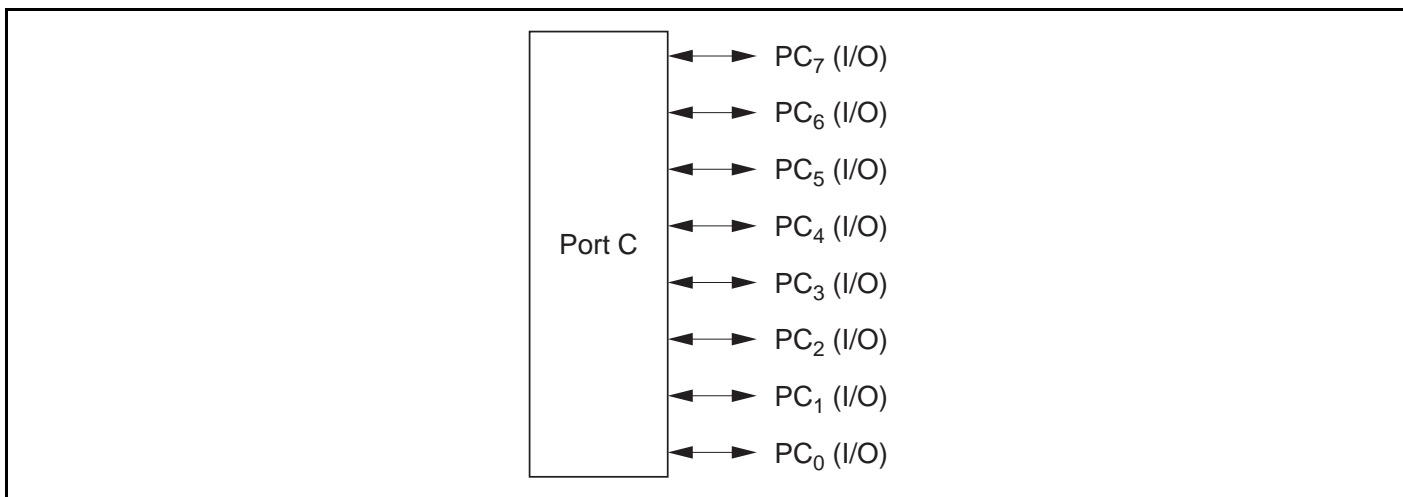 PC₇ (I/O)
PC₆ (I/O)
PC₅ (I/O)
PC₄ (I/O)
Port C
PC₃ (I/O)
PC₂ (I/O)
PC₁ (I/O)
PC₀ (I/O)